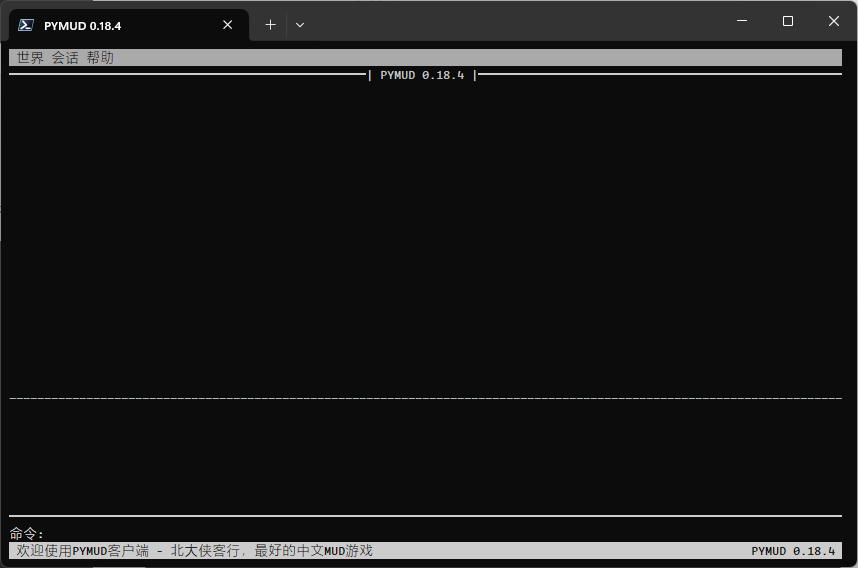 PYMUD 0.18.4
世界 会话 帮助
| PYMUD 0.18.4 |
命令:
欢迎使用PYMUD客户端 - 北大侠客行, 最好的中文MUD游戏 PYMUD 0.18.4